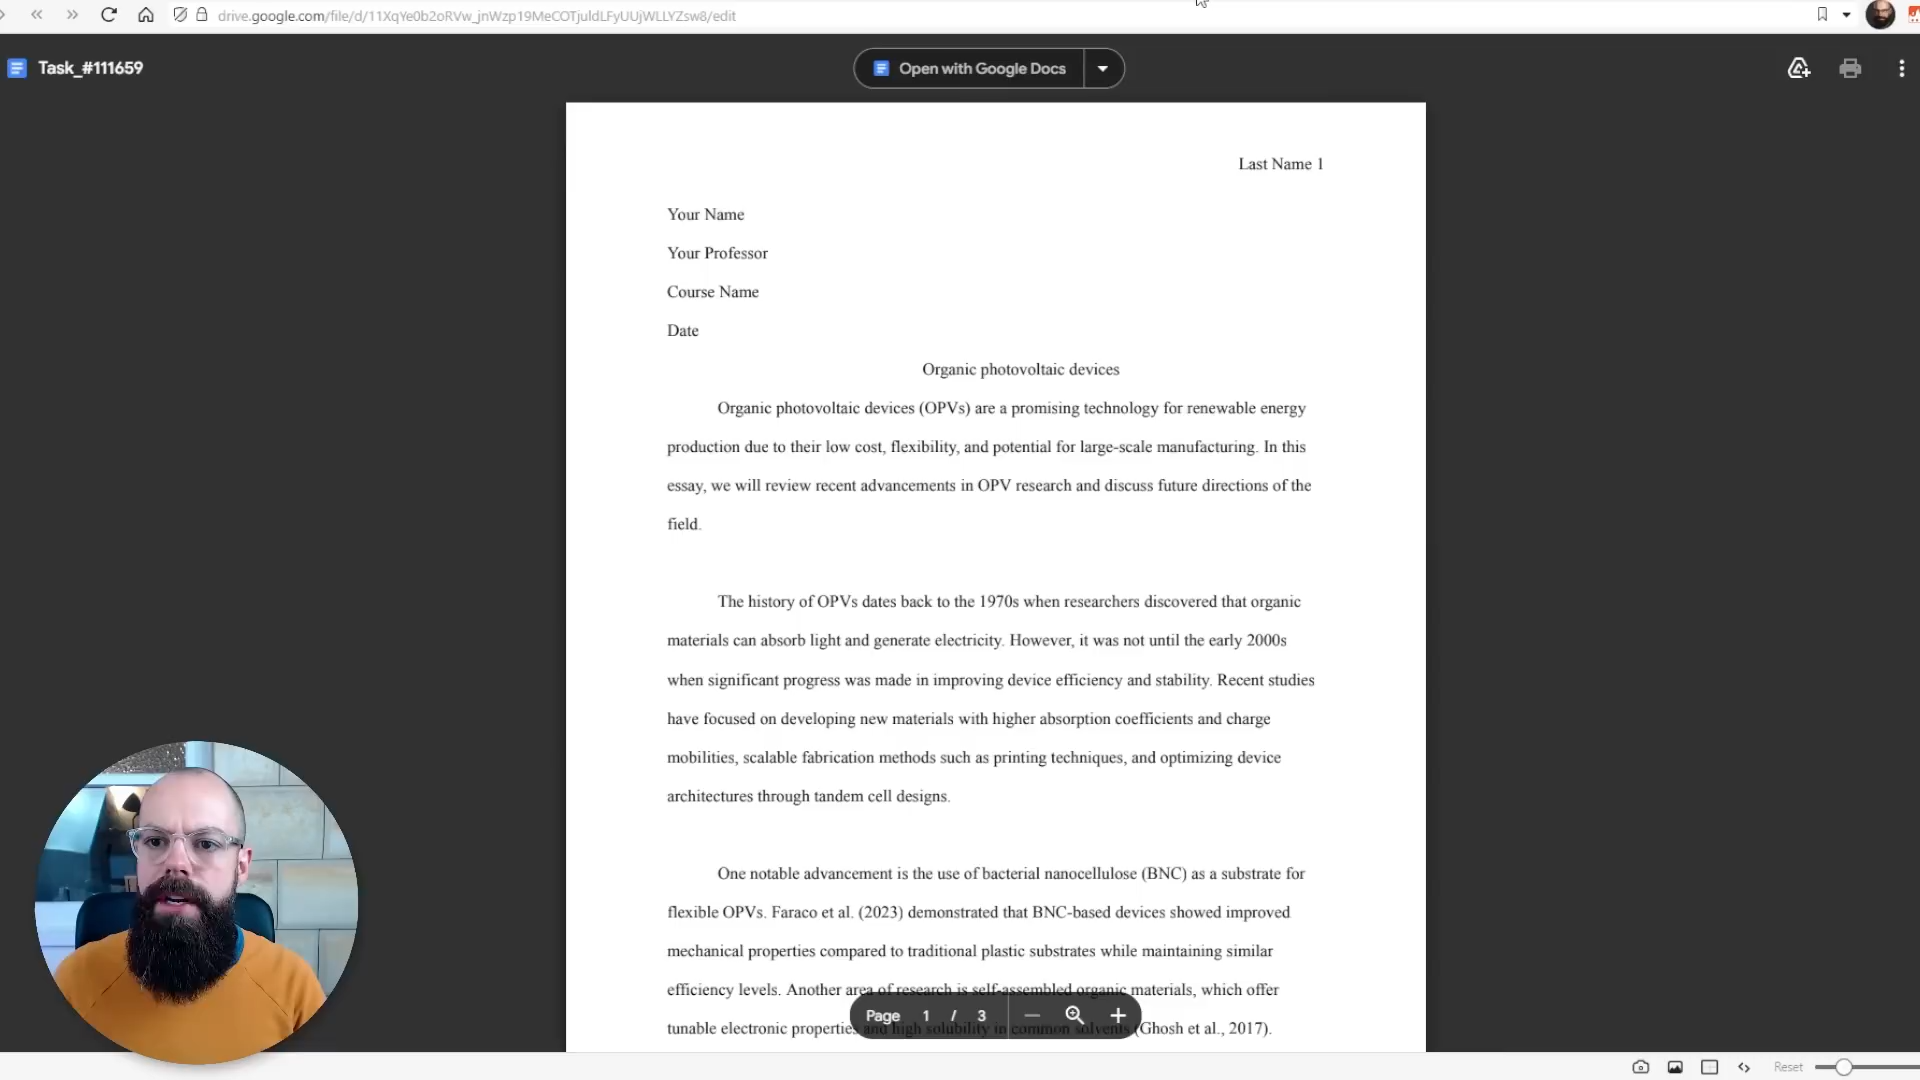 drive.google.com/file/d/11XqYe0b2oRVw_jnWzp19MeCOTjuldLFyUUjWLLYZsw8/edit
Task_#111659
Open with Google Docs
Last Name 1
Your Name
Your Professor
Course Name
Date
Organic photovoltaic devices
Organic photovoltaic devices (OPVs) are a promising technology for renewable energy
production due to their low cost, flexibility, and potential for large-scale manufacturing. In this
essay, we will review recent advancements in OPV research and discuss future directions of the
field.
The history of OPVs dates back to the 1970s when researchers discovered that organic
materials can absorb light and generate electricity. However, it was not until the early 2000s
when significant progress was made in improving device efficiency and stability. Recent studies
have focused on developing new materials with higher absorption coefficients and charge
mobilities, scalable fabrication methods such as printing techniques, and optimizing device
architectures through tandem cell designs.
One notable advancement is the use of bacterial nanocellulose (BNC) as a substrate for
flexible OPVs. Faraco et al. (2023) demonstrated that BNC-based devices showed improved
mechanical properties compared to traditional plastic substrates while maintaining similar
efficiency levels. Another area of research is self-assembled organic materials, which offer
tunable electronic properties and high solubility in common solvents (Ghosh et al., 2017).
Page 1 / 3
Reset